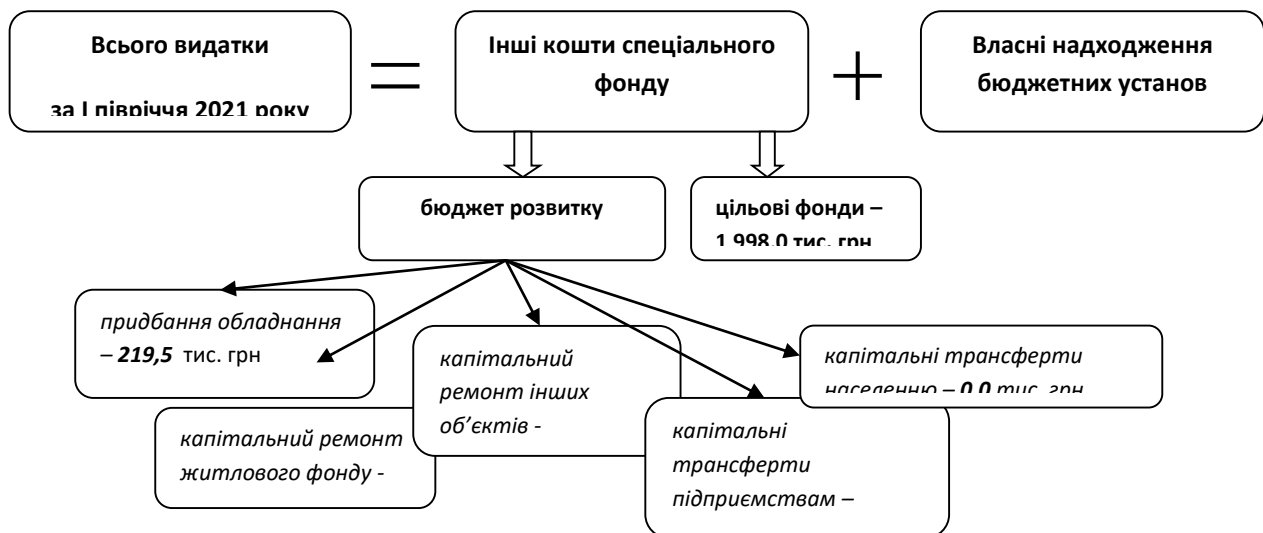 Всього видатки
за І півріччя 2021 року
=
Інші кошти спеціального
фонду
+
Власні надходження
бюджетних установ
бюджет розвитку
цільові фонди –
1 998,0 тис. грн
придбання обладнання
– 219,5 тис. грн
капітальний ремонт
житлового фонду -
капітальний
ремонт інших
об’єктів -
капітальні
трансферти
підприємствам –
капітальні трансферти
населенню – 0,0 тис. грн